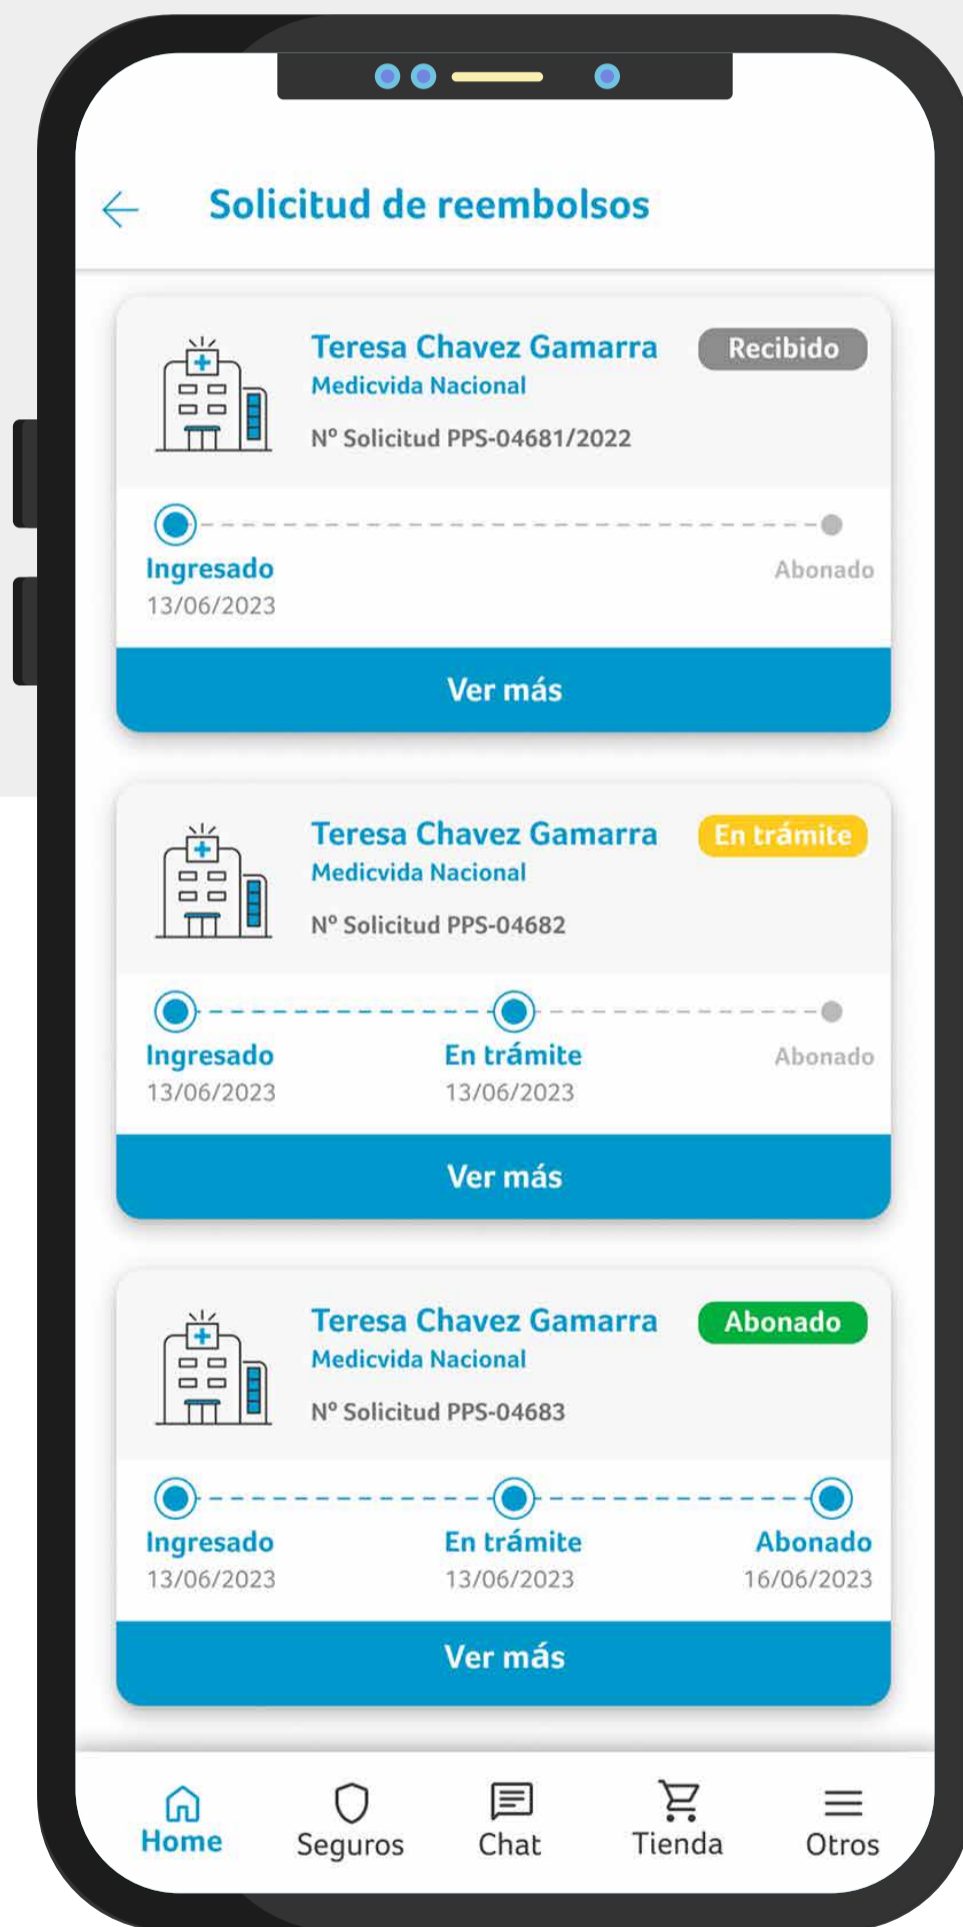 Solicitud de reembolsos
Teresa Chavez Gamarra Recibido
Medicvida Nacional
Nº Solicitud PPS-04681/2022
Ingresado Abonado
13/06/2023
Ver más
Teresa Chavez Gamarra En trámite
Medicvida Nacional
Nº Solicitud PPS-04682
Ingresado En trámite Abonado
13/06/2023 13/06/2023
Ver más
Teresa Chavez Gamarra Abonado
Medicvida Nacional
Nº Solicitud PPS-04683
Ingresado En trámite Abonado
13/06/2023 13/06/2023 16/06/2023
Ver más
Home Seguros Chat Tienda Otros